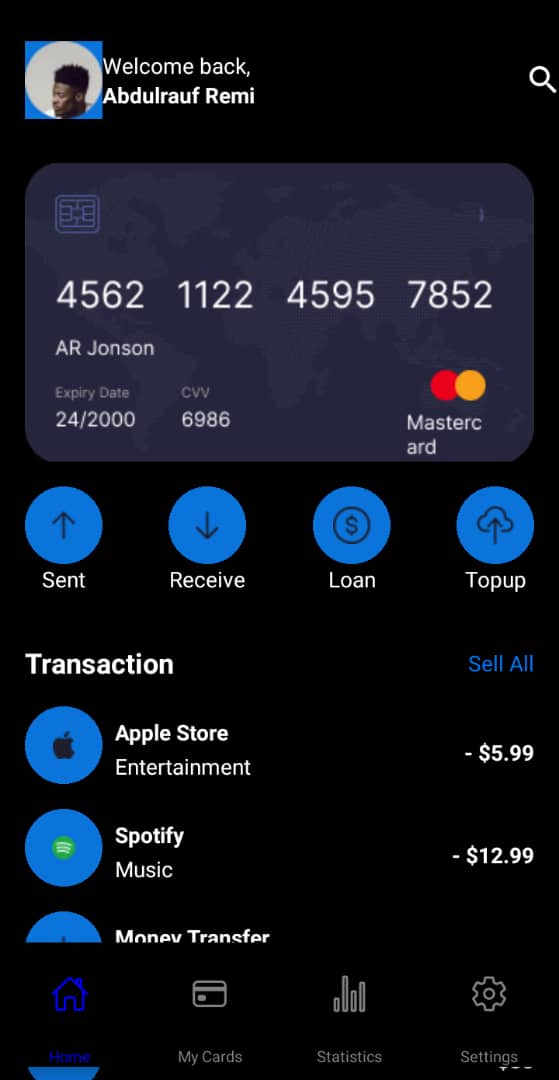 Welcome back,
Abdulrauf Remi
4562 1122 4595 7852
AR Jonson
Expiry Date CVV
24/2000 6986
Masterc
ard
Sent Receive Loan Topup
Transaction Sell All
Apple Store
Entertainment
- $5.99
Spotify
Music
- $12.99
Money Transfer
Home My Cards Statistics Settings